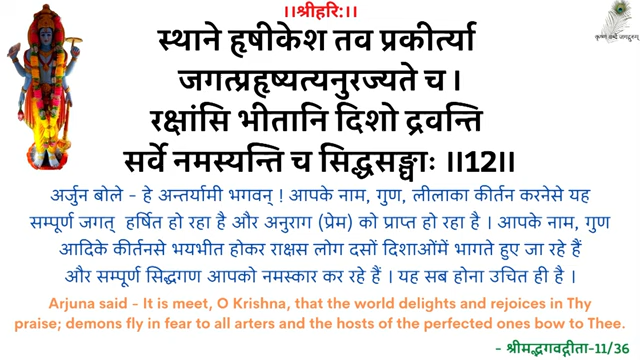 ।।श्रीहरि:।।
स्थाने हृषीकेश तव प्रकीर्त्या
जगत्प्रहृष्यत्यनुरज्यते च ।
रक्षांसि भीतानि दिशो द्रवन्ति
सर्वे नमस्यन्ति च सिद्धसङ्घाः ।।12।।
अर्जुन बोले - हे अन्तर्यामी भगवन् ! आपके नाम, गुण, लीलाका कीर्तन करनेसे यह
सम्पूर्ण जगत् हर्षित हो रहा है और अनुराग (प्रेम) को प्राप्त हो रहा है । आपके नाम, गुण
आदिके कीर्तनसे भयभीत होकर राक्षस लोग दसों दिशाओंमें भागते हुए जा रहे हैं
और सम्पूर्ण सिद्धगण आपको नमस्कार कर रहे हैं । यह सब होना उचित ही है ।
Arjuna said - It is meet, O Krishna, that the world delights and rejoices in Thy
praise; demons fly in fear to all arters and the hosts of the perfected ones bow to Thee.
- श्रीमद्भगवद्गीता-11/36
कृष्णं वन्दे जगद्गुरुम्